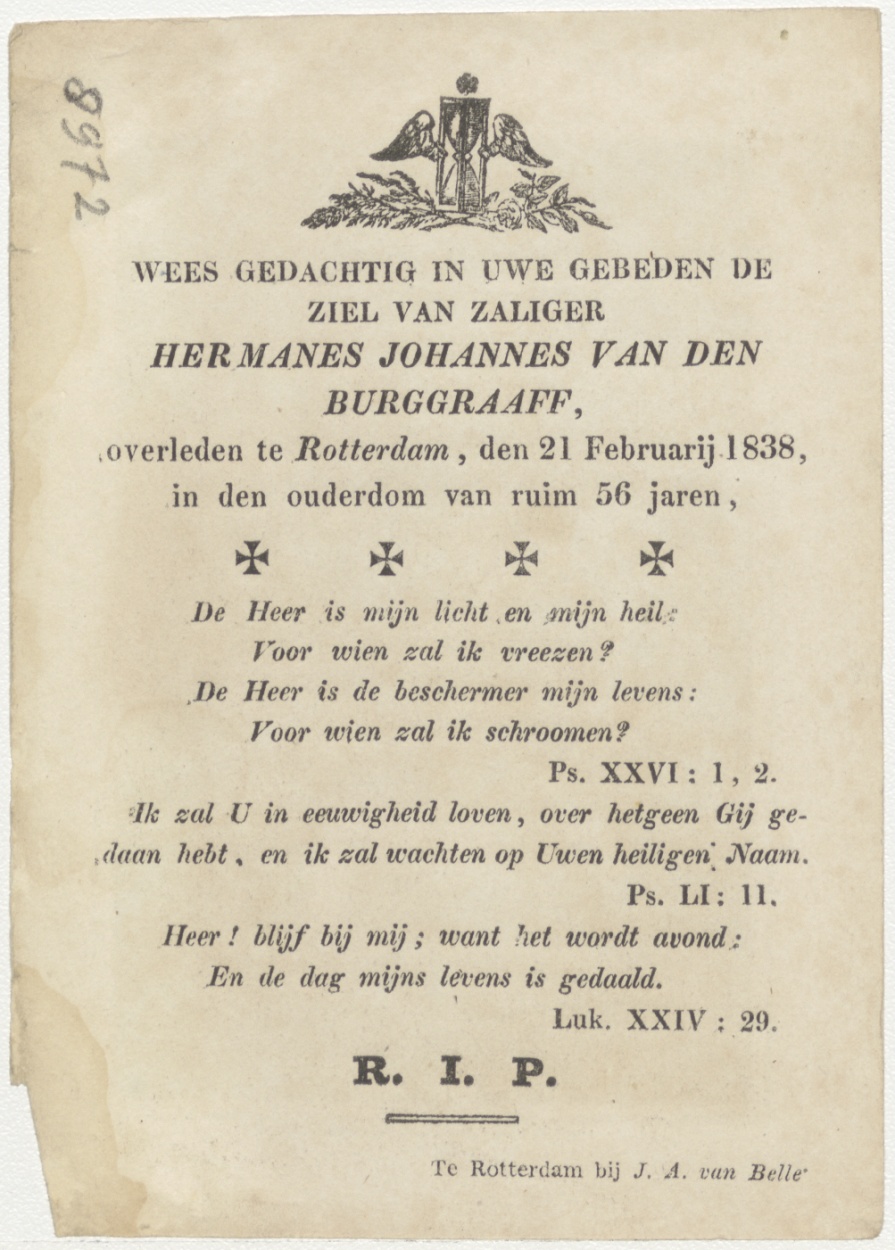 8972
WEES GEDACHTIG IN UWE GEBEDEN DE
ZIEL VAN ZALIGER
HERMANES JOHANNES VAN DEN
BURGGRAAFF,
overleden te Rotterdam, den 21 Februarij 1838,
in den ouderdom van ruim 56 jaren,
✠ ✠ ✠ ✠
De Heer is mijn licht en mijn heil:
Voor wien zal ik vreezen?
De Heer is de beschermer mijn levens:
Voor wien zal ik schroomen?
Ps. XXVI: 1, 2.
Ik zal U in eeuwigheid loven, over hetgeen Gij ge-
daan hebt, en ik zal wachten op Uwen heiligen Naam.
Ps. LI: 11.
Heer! blijf bij mij; want het wordt avond:
En de dag mijns levens is gedaald.
Luk. XXIV: 29.
R. I. P.
Te Rotterdam bij J. A. van Belle